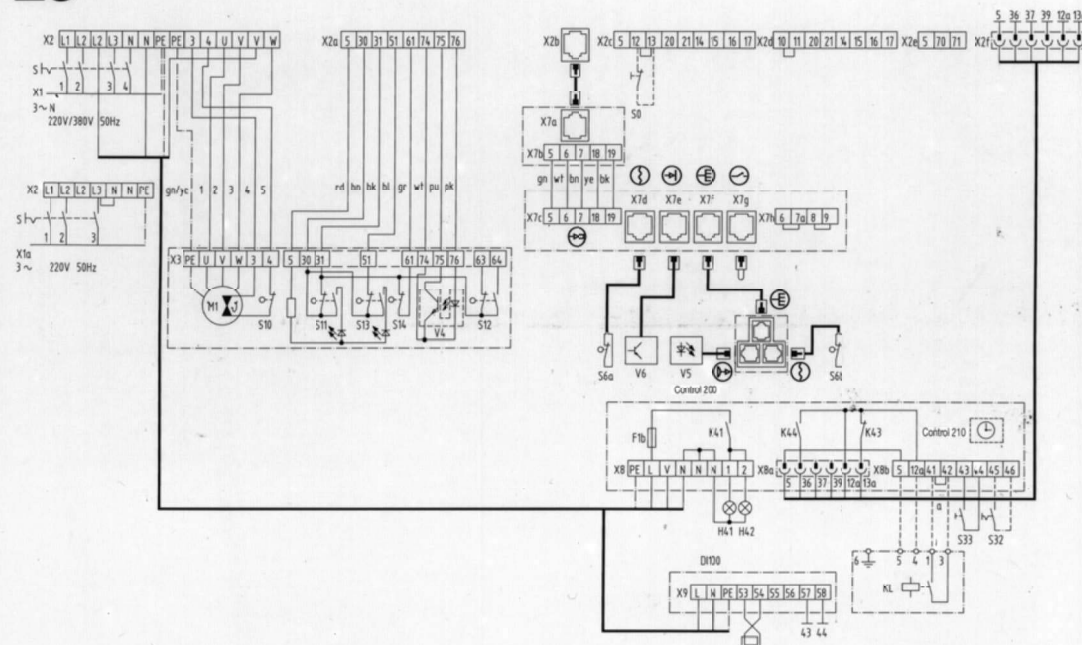 X2 L1 L2 L2 L3 N N PE PE 3 4 U V V W
X2a 5 30 31 51 61 74 75 76
X2b
X2c 5 12 13 20 21 14 15 16 17
X2d 10 11 20 21 14 15 16 17
X2e 5 70 71
X2f
5 36 37 39 12a 13
S
1 2 3 4
X1
3 ~ N
220V/380V 50Hz
S0
X7a
X7b 5 6 7 18 19
gn wt bn ye bk
X7c 5 6 7 18 19
X7d X7e X7f X7g
X7h 6 7a 8 9
X2 L1 L2 L2 L3 N N PE
S
1 2 3
X1a
3 ~ 220V 50Hz
gn/ye 1 2 3 4 5
rd bn bk bl gr wt pu pk
X3 PE U V W 3 4 5 30 31 51 61 74 75 76 63 64
M1 S10 S11 S13 S14 V4 S12
S6a V6 V5
Control 200
F1b K41 K44 K43 Control 210
X8 PE L V N N N 1 2
X8a
5 36 37 39 12a 13a
X8b 5 12a 41 42 43 44 45 46
a
H41 H42
S33 S32
6 5 4 1 3
KL
DI100
X9 L N PE 53 54 55 56 57 58
43 44